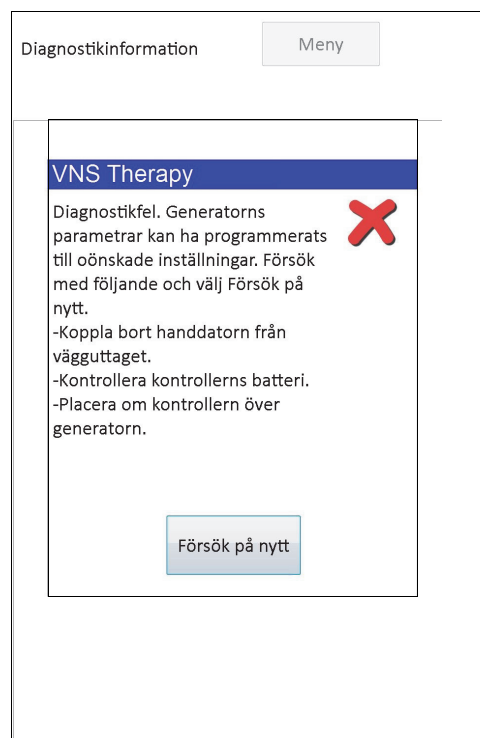 Diagnostikinformation
Meny
VNS Therapy
Diagnostikfel. Generatorns
parametrar kan ha programmerats
till oönskade inställningar. Försök
med följande och välj Försök på
nytt.
-Koppla bort handdatorn från
vägguttaget.
-Kontrollera kontrollerns batteri.
-Placera om kontrollern över
generatorn.
Försök på nytt